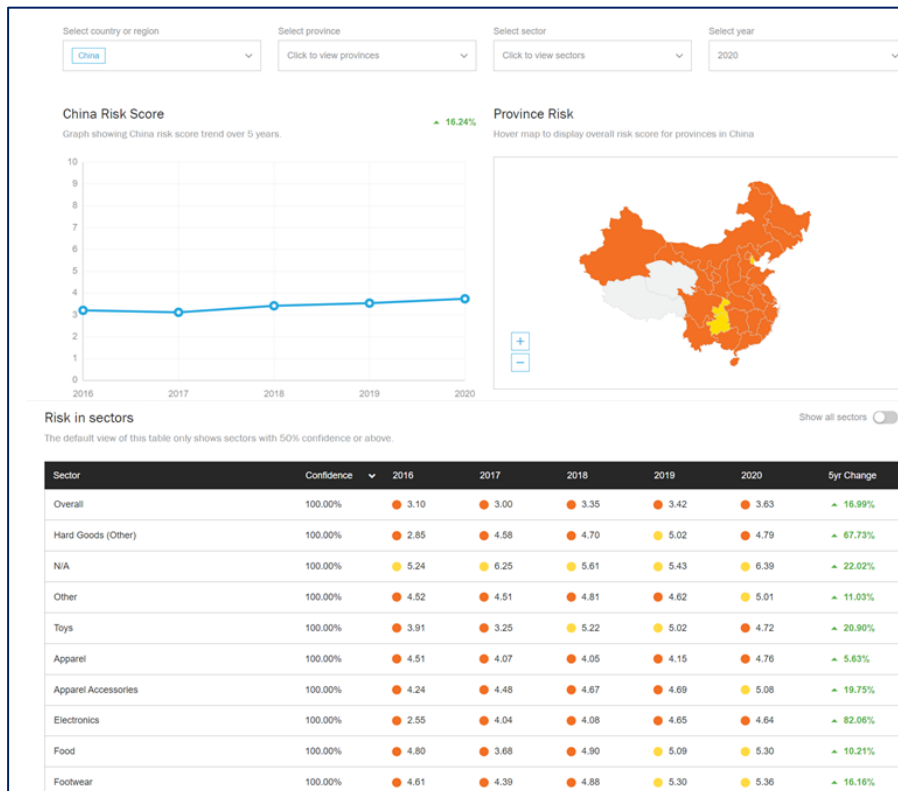 Select country or region Select province Select sector Select year
China Click to view provinces Click to view sectors 2020
China Risk Score
Graph showing China risk score trend over 5 years.
16.24%
10
9
8
7
6
5
4
3
2
1
0
2016 2017 2018 2019 2020
Province Risk
Hover map to display overall risk score for provinces in China
+
−
Risk in sectors
Show all sectors
The default view of this table only shows sectors with 50% confidence or above.
Sector Confidence 2016 2017 2018 2019 2020 5yr Change
Overall 100.00% 3.10 3.00 3.35 3.42 3.63 16.99%
Hard Goods (Other) 100.00% 2.85 4.58 4.70 5.02 4.79 67.73%
N/A 100.00% 5.24 6.25 5.61 5.43 6.39 22.02%
Other 100.00% 4.52 4.51 4.81 4.62 5.01 11.03%
Toys 100.00% 3.91 3.25 5.22 5.02 4.72 20.90%
Apparel 100.00% 4.51 4.07 4.05 4.15 4.76 5.63%
Apparel Accessories 100.00% 4.24 4.48 4.67 4.69 5.08 19.75%
Electronics 100.00% 2.55 4.04 4.08 4.65 4.64 82.06%
Food 100.00% 4.80 3.68 4.90 5.09 5.30 10.21%
Footwear 100.00% 4.61 4.39 4.88 5.30 5.36 16.16%